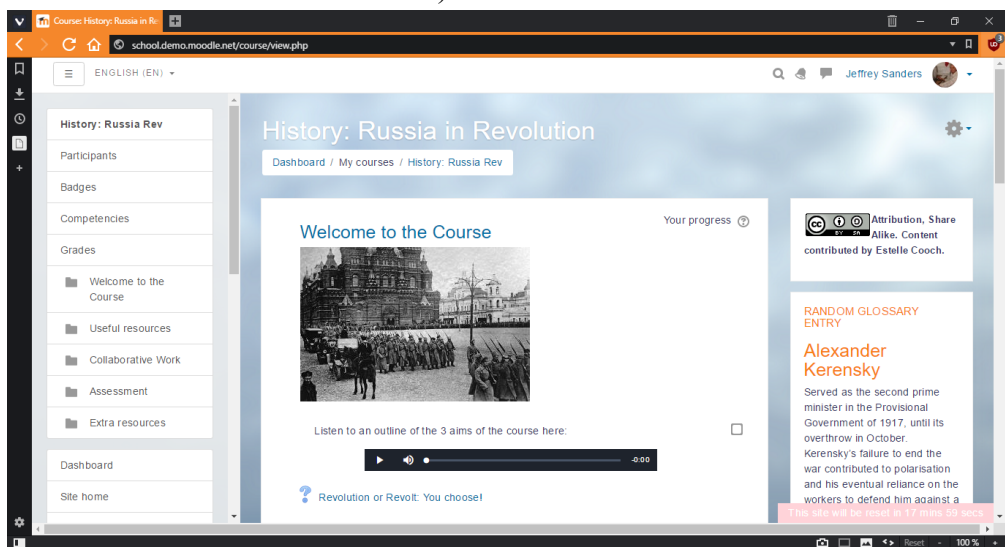 Course: History: Russia in Re
school.demo.moodle.net/course/view.php
3
ENGLISH (EN)
Jeffrey Sanders
History: Russia Rev
Participants
Badges
Competencies
Grades
Welcome to the
Course
Useful resources
Collaborative Work
Assessment
Extra resources
Dashboard
Site home
History: Russia in Revolution
Dashboard / My courses / History: Russia Rev
Your progress
Welcome to the Course
Listen to an outline of the 3 aims of the course here:
-0:00
Revolution or Revolt: You choose!
cc BY SA Attribution, Share
Alike. Content
contributed by Estelle Cooch.
RANDOM GLOSSARY
ENTRY
Alexander
Kerensky
Served as the second prime
minister in the Provisional
Government of 1917, until its
overthrow in October.
Kerensky's failure to end the
war contributed to polarisation
and his eventual reliance on the
workers to defend him against a
This site will be reset in 17 mins 59 secs
Reset - 100 % +